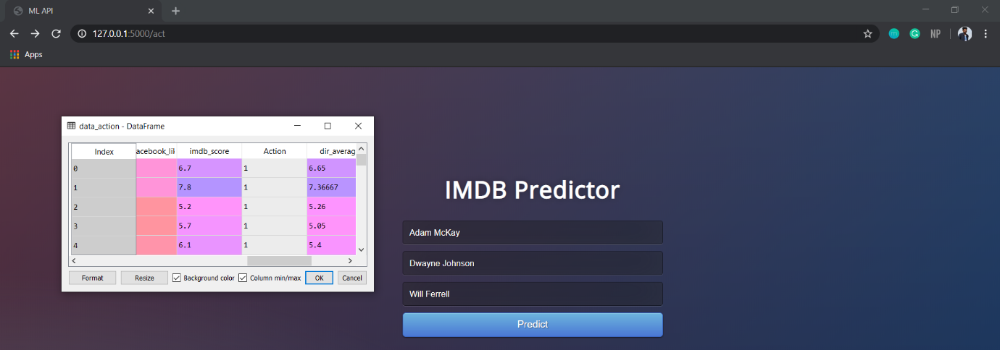 ML API
127.0.0.1:5000/act
NP
Apps
data_action - DataFrame
Index acebook_lik imdb_score Action dir_averag
0 6.7 1 6.65
1 7.8 1 7.36667
2 5.2 1 5.26
3 5.7 1 5.05
4 6.1 1 5.4
Format Resize Background color Column min/max OK Cancel
IMDB Predictor
Adam McKay
Dwayne Johnson
Will Ferrell
Predict